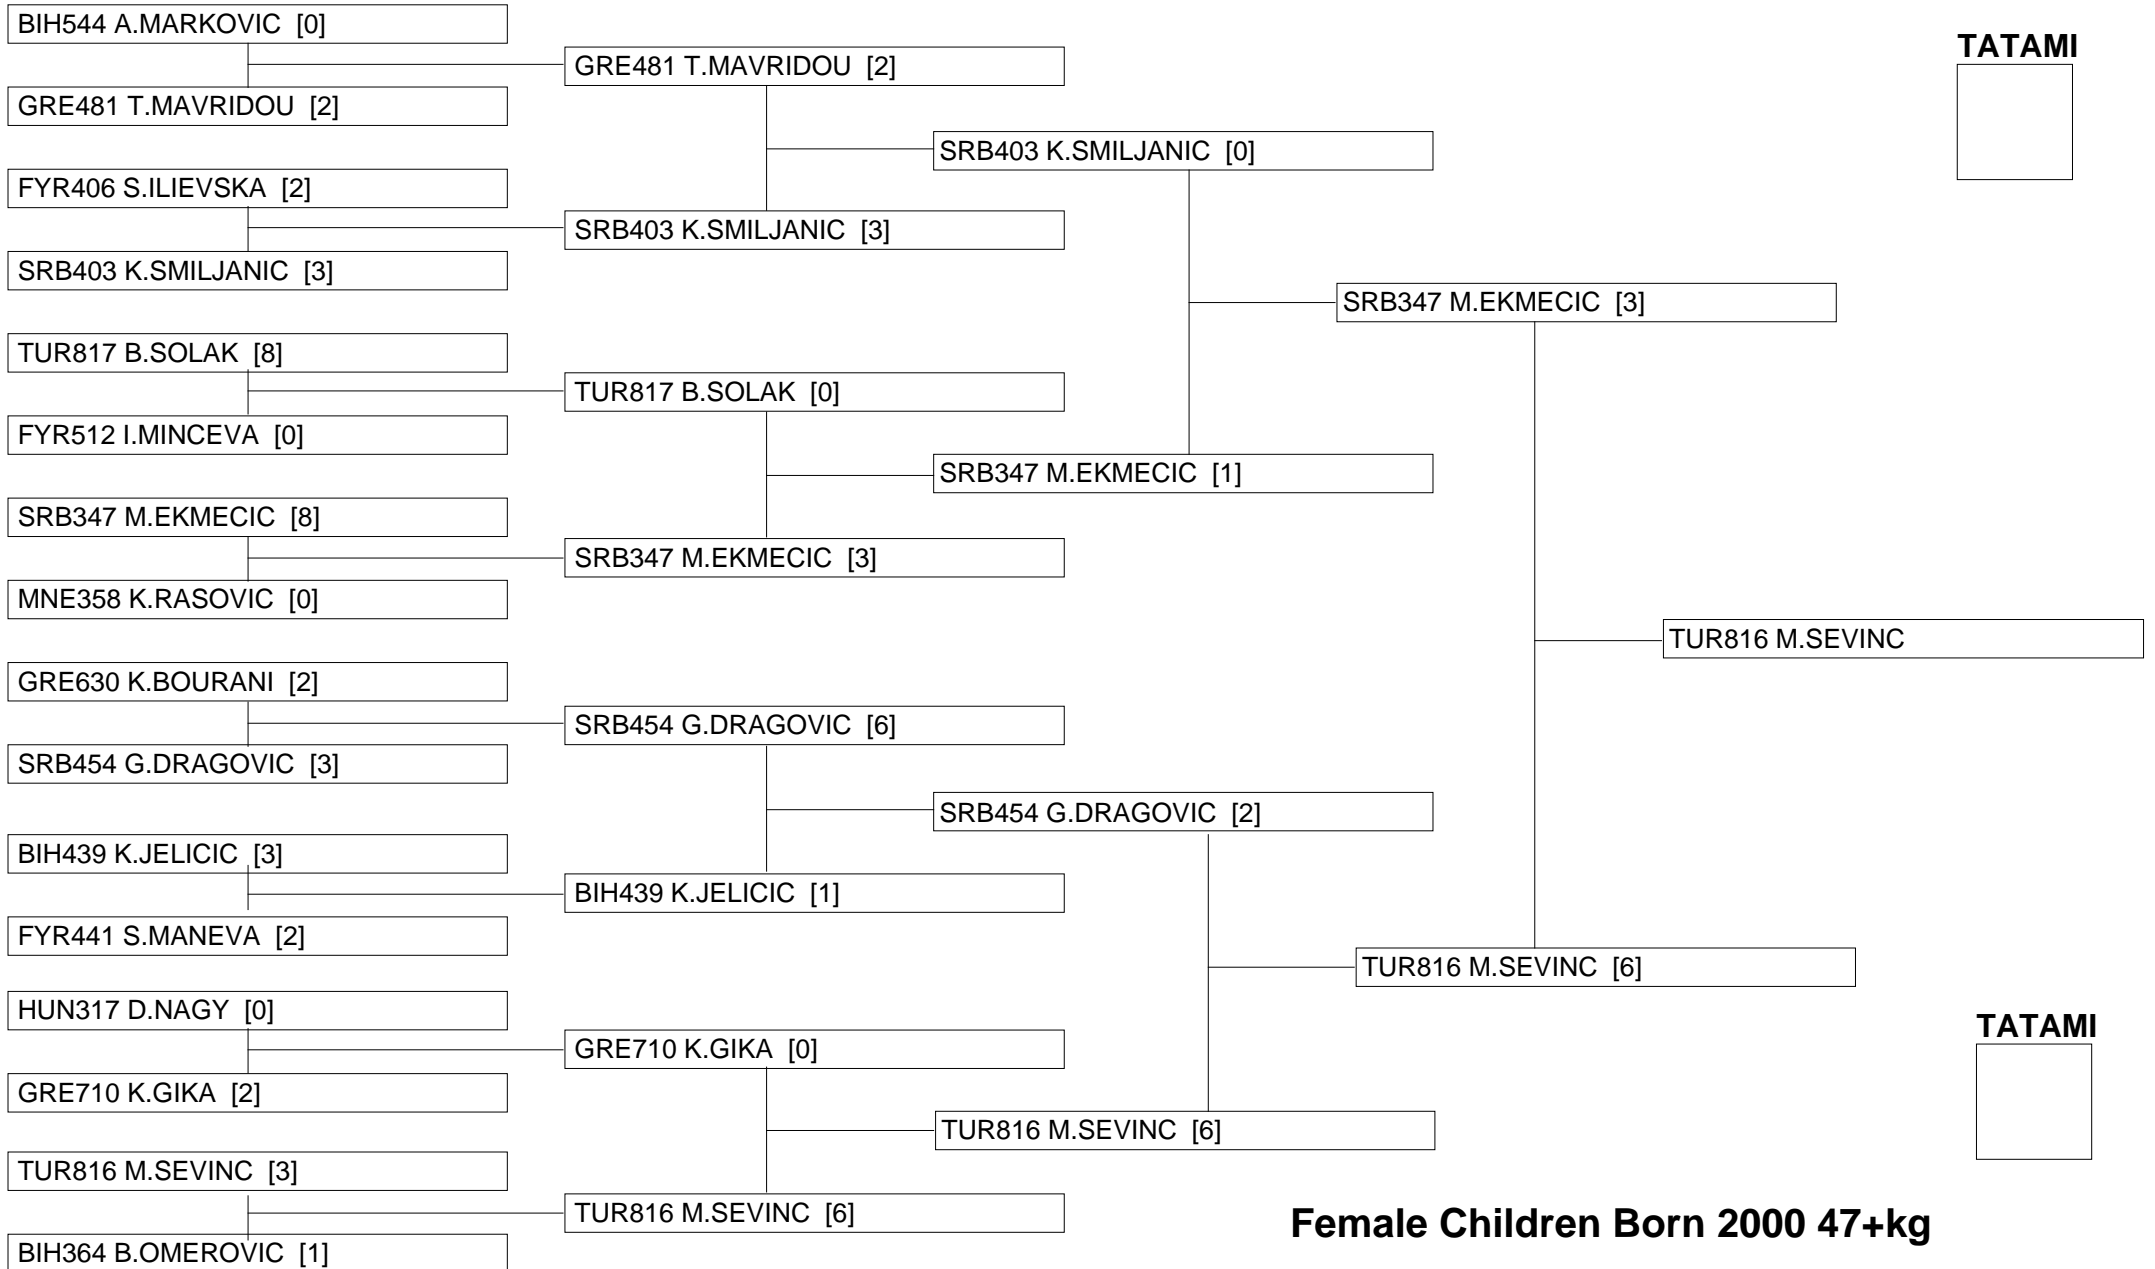 BIH544 A.MARKOVIC [0]
GRE481 T.MAVRIDOU [2]
FYR406 S.ILIEVSKA [2]
SRB403 K.SMILJANIC [3]
TUR817 B.SOLAK [8]
FYR512 I.MINCEVA [0]
SRB347 M.EKMECIC [8]
MNE358 K.RASOVIC [0]
GRE630 K.BOURANI [2]
SRB454 G.DRAGOVIC [3]
BIH439 K.JELICIC [3]
FYR441 S.MANEVA [2]
HUN317 D.NAGY [0]
GRE710 K.GIKA [2]
TUR816 M.SEVINC [3]
BIH364 B.OMEROVIC [1]
GRE481 T.MAVRIDOU [2]
SRB403 K.SMILJANIC [3]
TUR817 B.SOLAK [0]
SRB347 M.EKMECIC [3]
SRB454 G.DRAGOVIC [6]
BIH439 K.JELICIC [1]
GRE710 K.GIKA [0]
TUR816 M.SEVINC [6]
SRB403 K.SMILJANIC [0]
SRB347 M.EKMECIC [1]
SRB454 G.DRAGOVIC [2]
TUR816 M.SEVINC [6]
SRB347 M.EKMECIC [3]
TUR816 M.SEVINC [6]
TUR816 M.SEVINC
TATAMI
TATAMI
Female Children Born 2000 47+kg